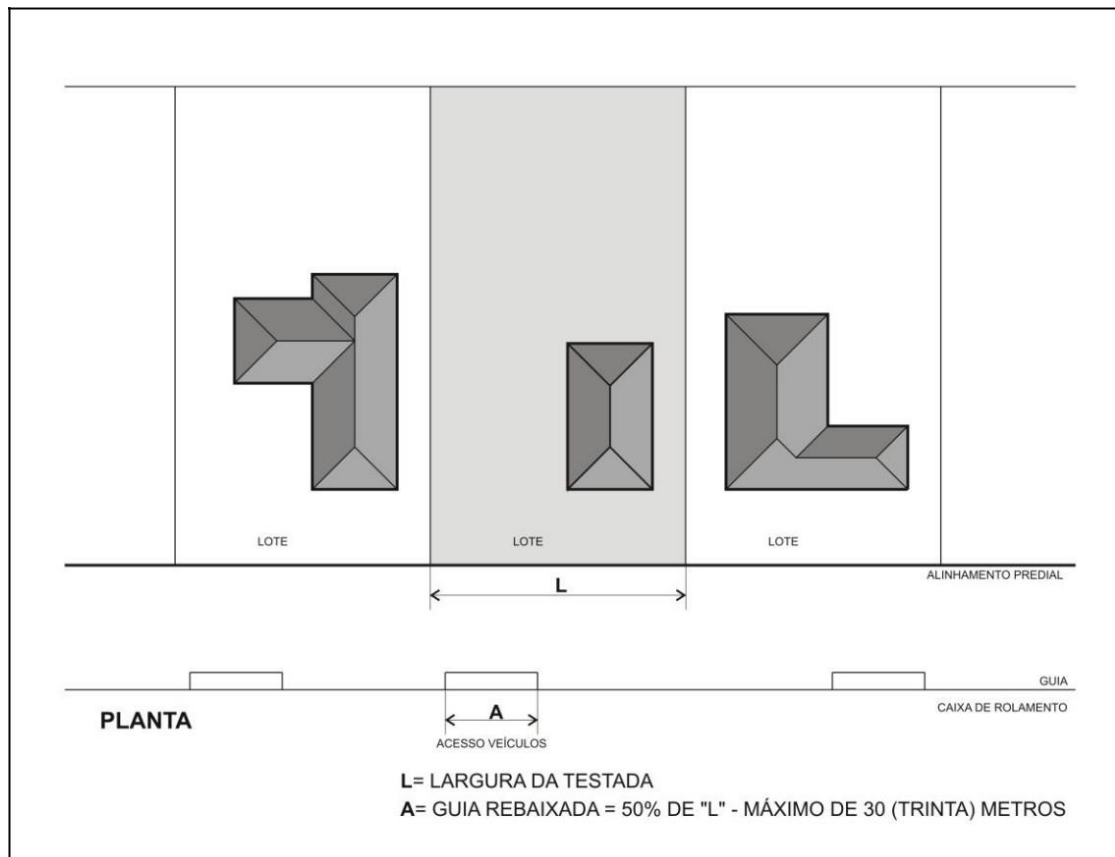 LOTE
LOTE
LOTE
ALINHAMENTO PREDIAL
L
GUIA
CAIXA DE ROLAMENTO
PLANTA
A
ACESSO VEÍCULOS
L= LARGURA DA TESTADA
A= GUIA REBAIXADA = 50% DE "L" - MÁXIMO DE 30 (TRINTA) METROS